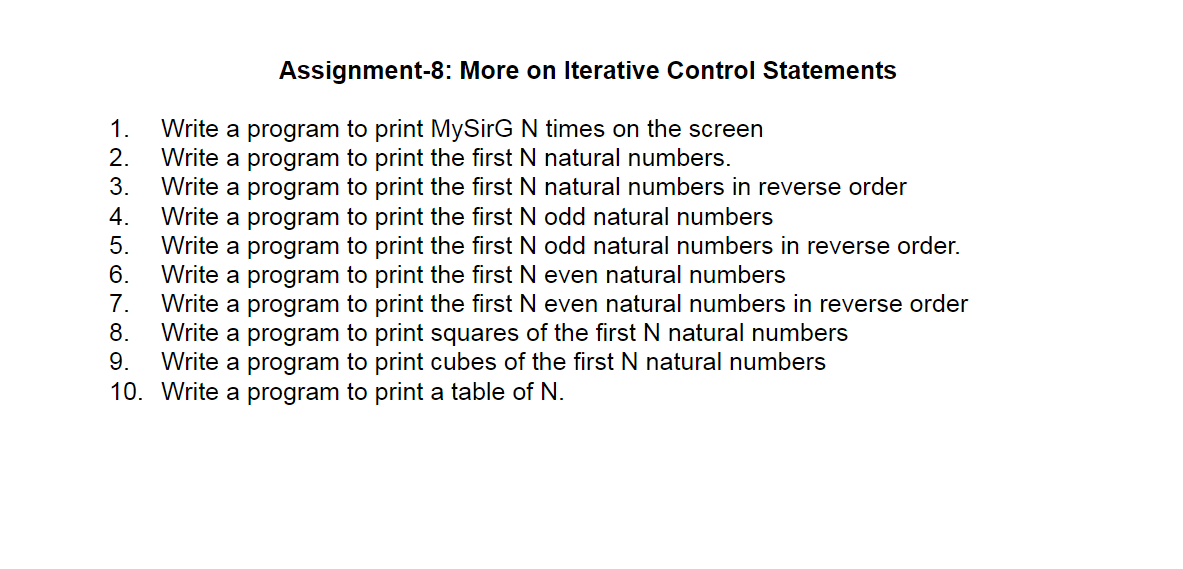 Assignment-8: More on Iterative Control Statements
1. Write a program to print MySirG N times on the screen
2. Write a program to print the first N natural numbers.
3. Write a program to print the first N natural numbers in reverse order
4. Write a program to print the first N odd natural numbers
5. Write a program to print the first N odd natural numbers in reverse order.
6. Write a program to print the first N even natural numbers
7. Write a program to print the first N even natural numbers in reverse order
8. Write a program to print squares of the first N natural numbers
9. Write a program to print cubes of the first N natural numbers
10. Write a program to print a table of N.